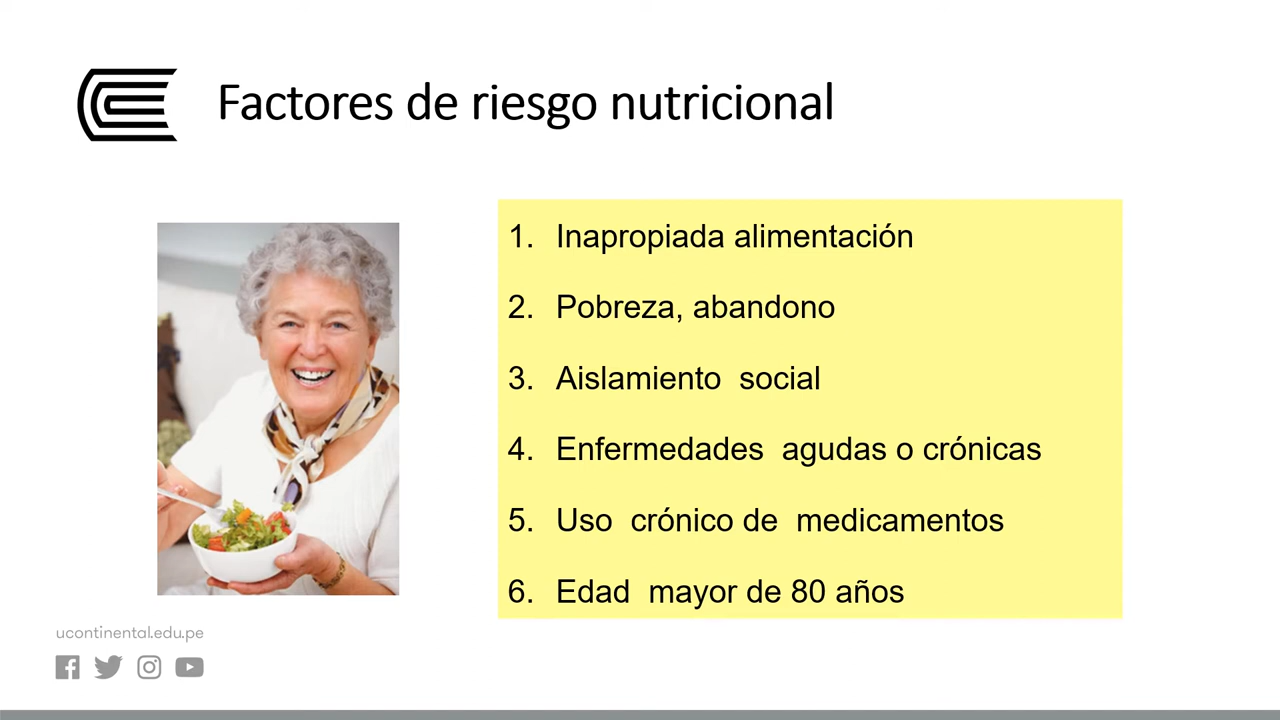 Factores de riesgo nutricional
1. Inapropiada alimentación
2. Pobreza, abandono
3. Aislamiento social
4. Enfermedades agudas o crónicas
5. Uso crónico de medicamentos
6. Edad mayor de 80 años
ucontinental.edu.pe